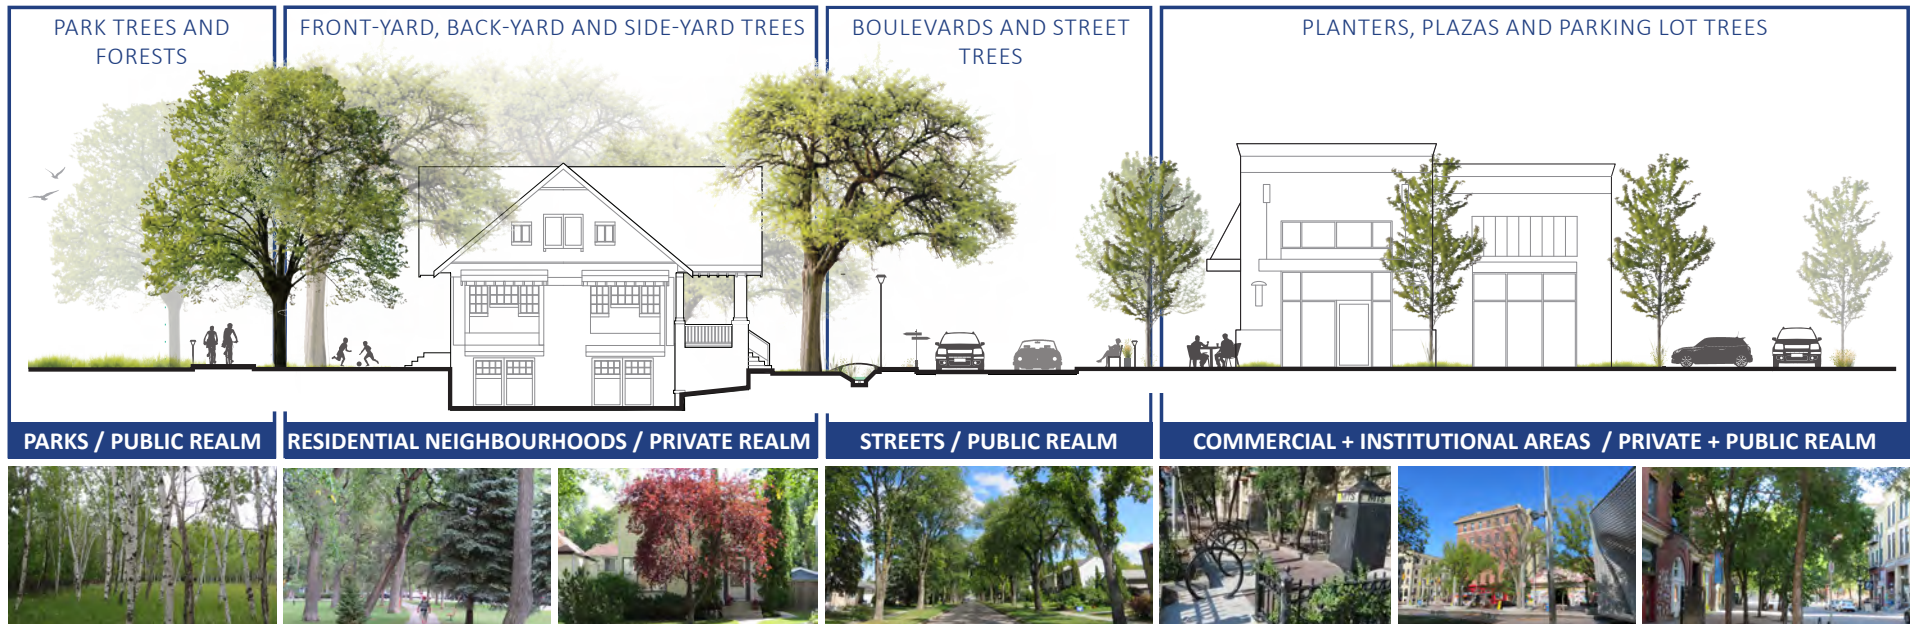 PARK TREES AND
FORESTS
FRONT-YARD, BACK-YARD AND SIDE-YARD TREES
BOULEVARDS AND STREET
TREES
PLANTERS, PLAZAS AND PARKING LOT TREES
PARKS / PUBLIC REALM
RESIDENTIAL NEIGHBOURHOODS / PRIVATE REALM
STREETS / PUBLIC REALM
COMMERCIAL + INSTITUTIONAL AREAS / PRIVATE + PUBLIC REALM